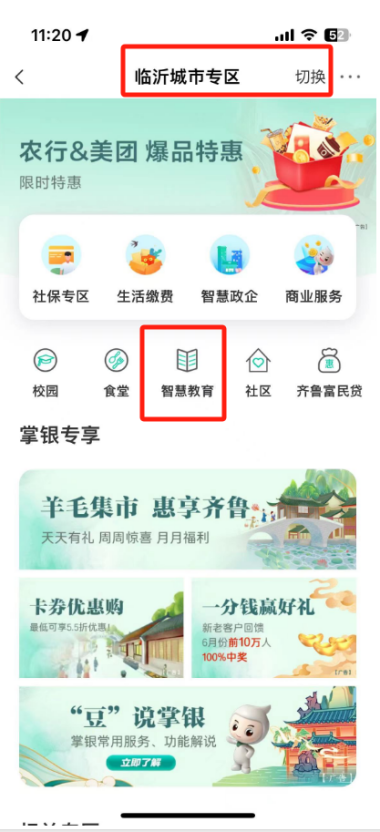 11:20
52
临沂城市专区
切换
农行&美团 爆品特惠
限时特惠
社保专区 生活缴费 智慧政企 商业服务
惠
校园 食堂 智慧教育 社区 齐鲁富民贷
掌银专享
羊毛集市 惠享齐鲁
天天有礼 周周惊喜 月月福利
卡券优惠购
最低可享5.5折优惠
一分钱赢好礼
新老客户回馈
6月份前10万人
100%中奖
【广告】
“豆”说掌银
掌银常用服务、功能解说
立即了解
【广告】